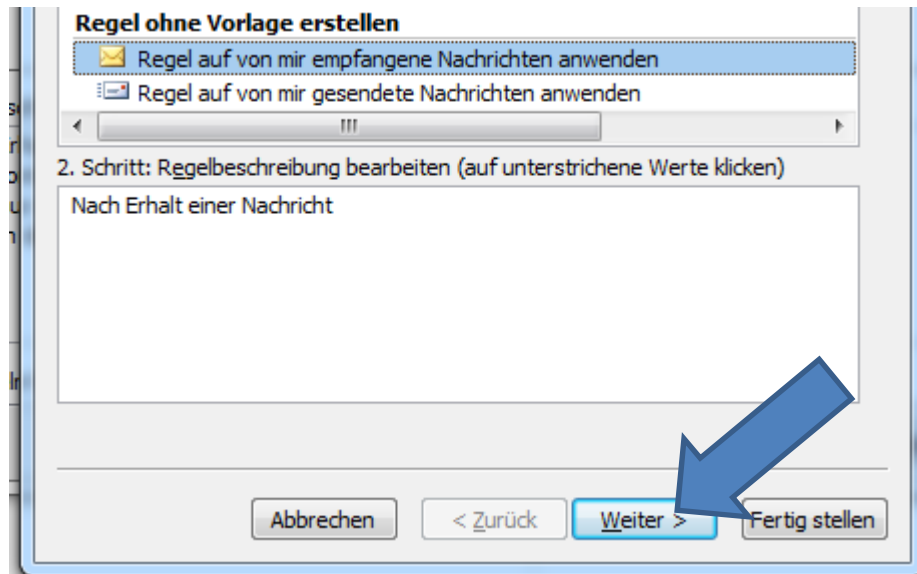 Regel ohne Vorlage erstellen
Regel auf von mir empfangene Nachrichten anwenden
Regel auf von mir gesendete Nachrichten anwenden
2. Schritt: Regelbeschreibung bearbeiten (auf unterstrichene Werte klicken)
Nach Erhalt einer Nachricht
Abbrechen < Zurück Weiter > Fertig stellen